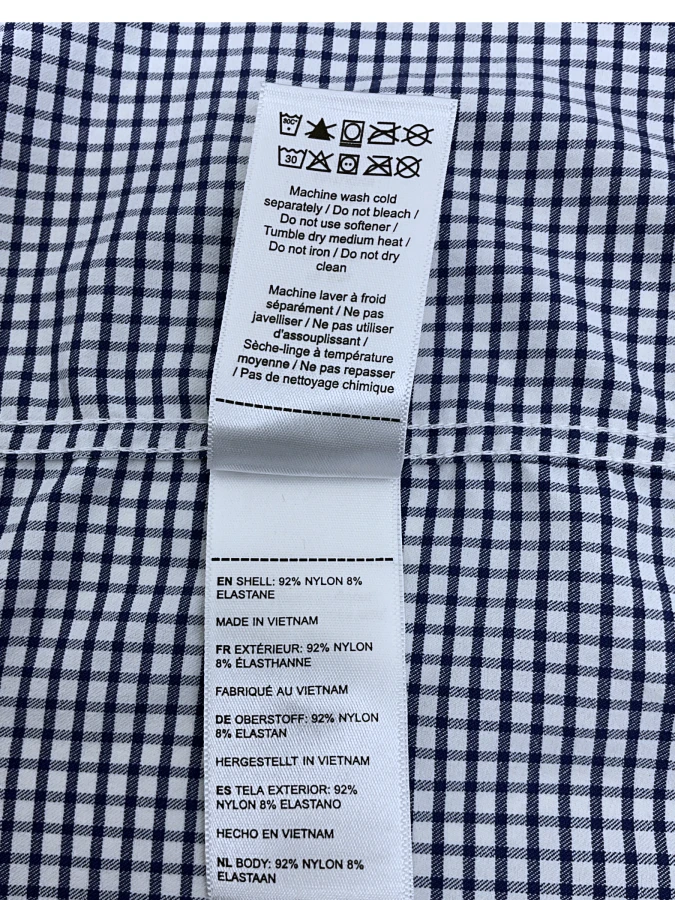 30
Machine wash cold
separately / Do not bleach /
Do not use softener /
Tumble dry medium heat /
Do not iron / Do not dry
clean
Machine laver à froid
séparément / Ne pas
javelliser / Ne pas utiliser
d'assouplissant /
Sèche-linge à température
moyenne / Ne pas repasser
/ Pas de nettoyage chimique
EN SHELL: 92% NYLON 8%
ELASTANE
MADE IN VIETNAM
FR EXTÉRIEUR: 92% NYLON
8% ÉLASTHANNE
FABRIQUÉ AU VIETNAM
DE OBERSTOFF: 92% NYLON
8% ELASTAN
HERGESTELLT IN VIETNAM
ES TELA EXTERIOR: 92%
NYLON 8% ELASTANO
HECHO EN VIETNAM
NL BODY: 92% NYLON 8%
ELASTAAN